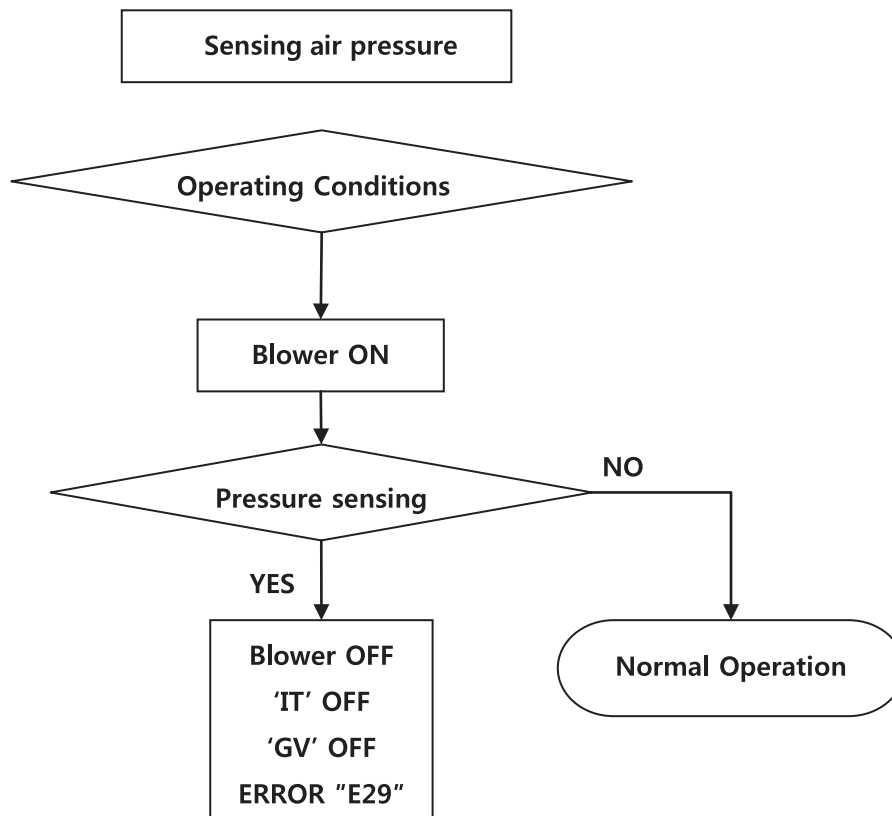 Sensing air pressure
Operating Conditions
Blower ON
NO
Pressure sensing
YES
Blower OFF
‘IT’ OFF
‘GV’ OFF
ERROR "E29"
Normal Operation